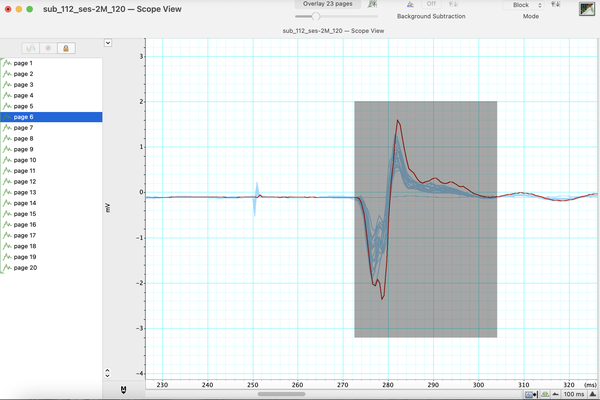 sub_112_ses-2M_120 — Scope View
Overlay 23 pages
Off
Block
Background Subtraction
Mode
sub_112_ses-2M_120 — Scope View
page 1
page 2
page 3
page 4
page 5
page 6
page 7
page 8
page 9
page 10
page 11
page 12
page 13
page 14
page 15
page 16
page 17
page 18
page 19
page 20
mV
3
2
1
0
−1
−2
−3
−4
230 240 250 260 270 280 290 300 310 320 (ms)
100 ms